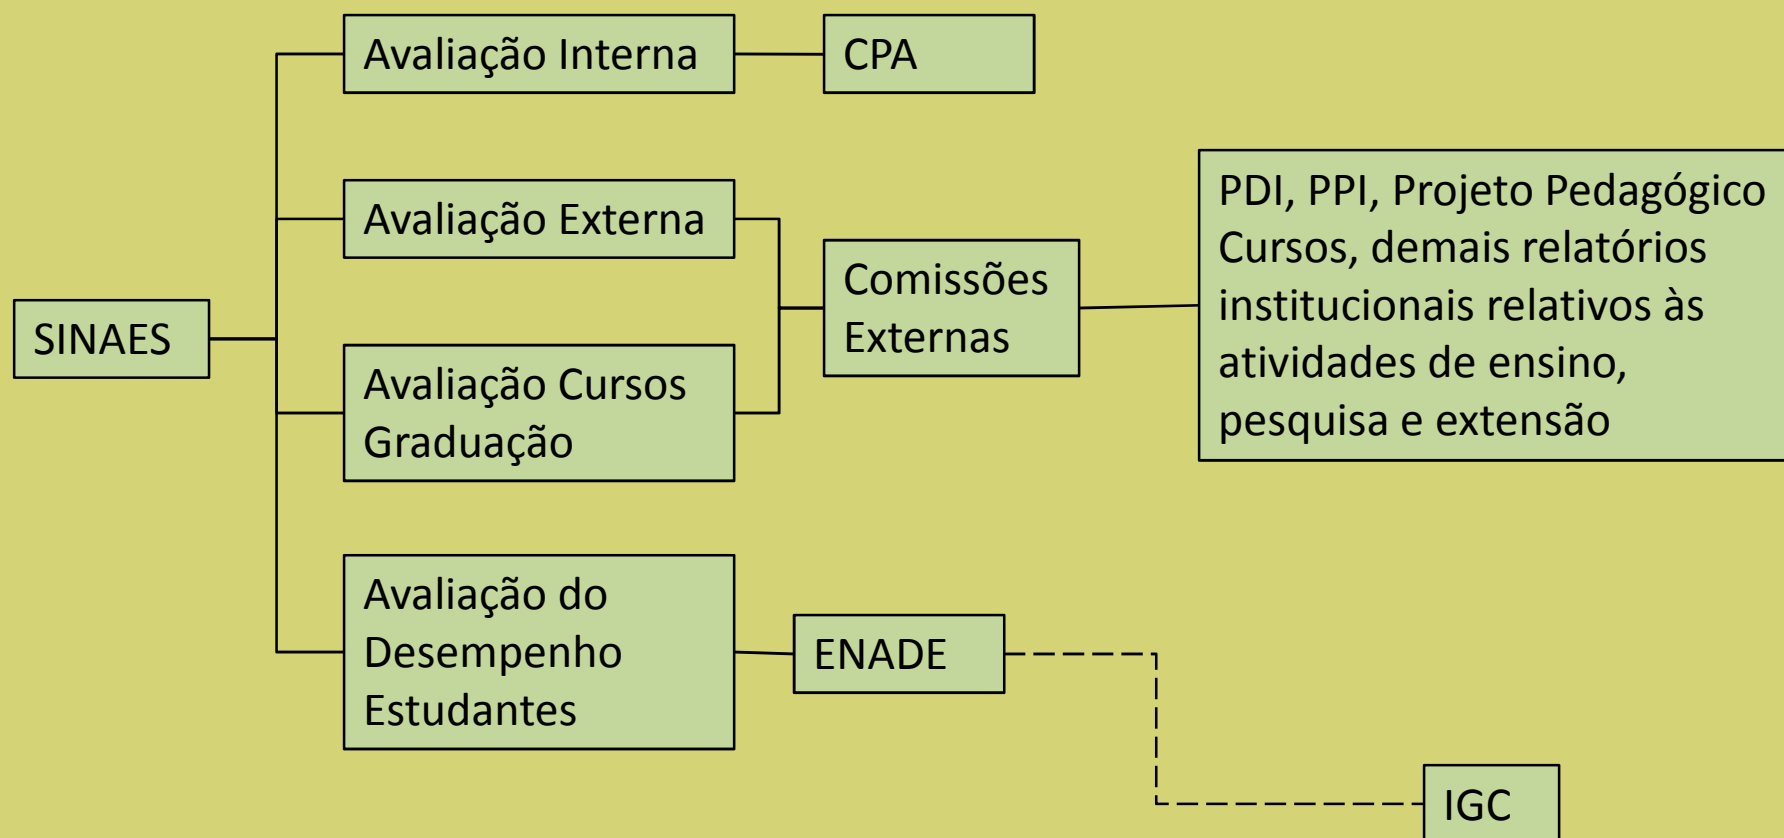 SINAES
Avaliação Interna
CPA
Avaliação Externa
Avaliação Cursos
Graduação
Comissões
Externas
PDI, PPI, Projeto Pedagógico
Cursos, demais relatórios
institucionais relativos às
atividades de ensino,
pesquisa e extensão
Avaliação do
Desempenho
Estudantes
ENADE
IGC